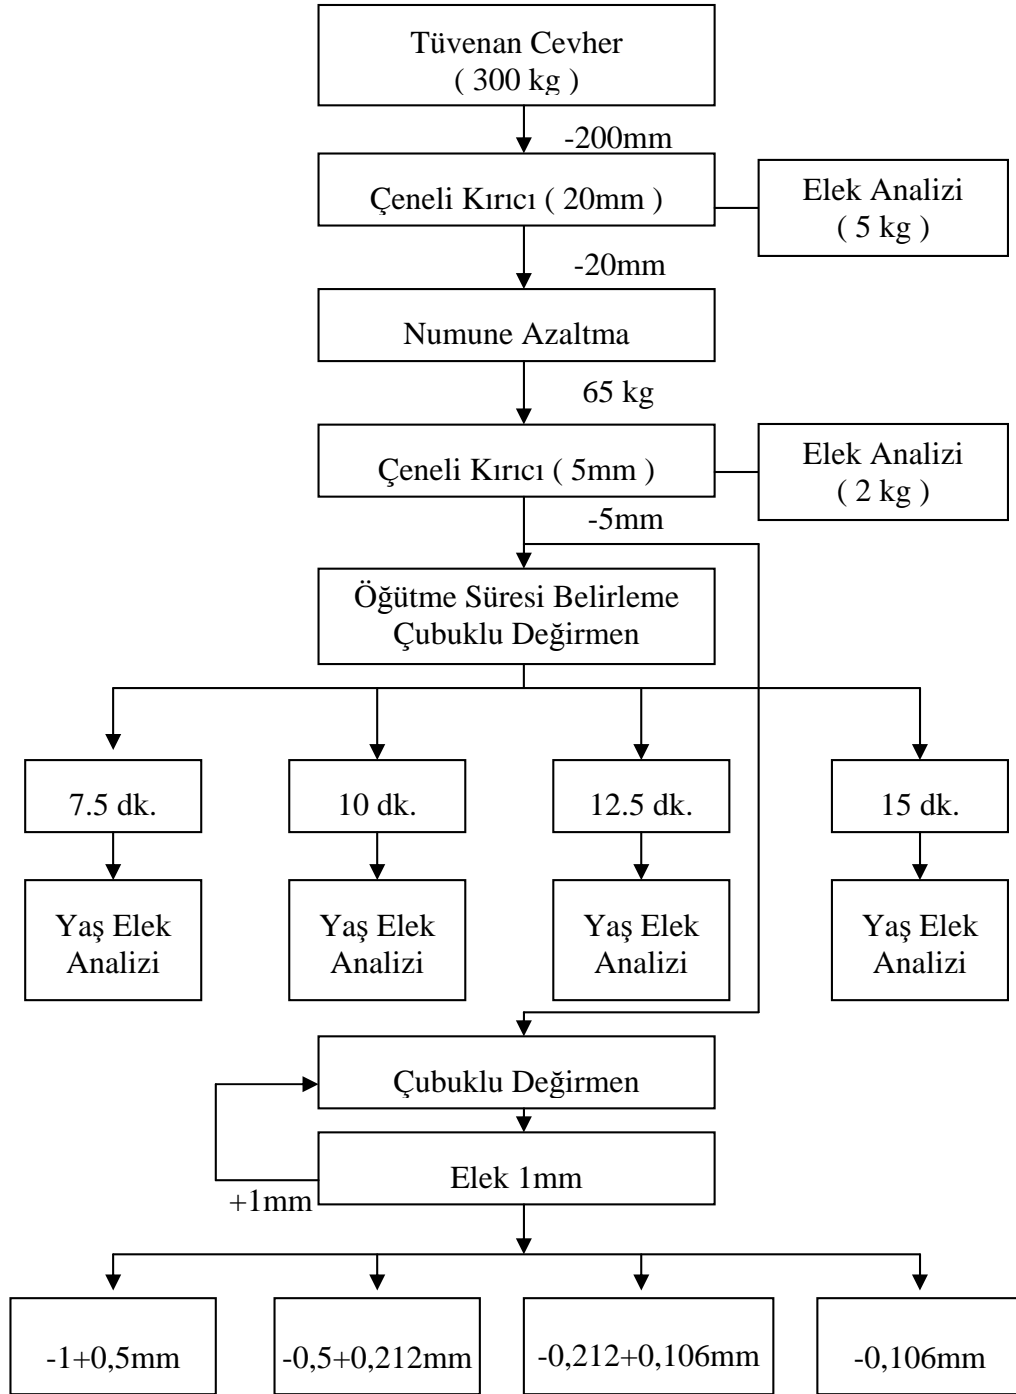 Tüvenan Cevher
( 300 kg )
-200mm
Çeneli Kırıcı ( 20mm )
Elek Analizi
( 5 kg )
-20mm
Numune Azaltma
65 kg
Çeneli Kırıcı ( 5mm )
Elek Analizi
( 2 kg )
-5mm
Öğütme Süresi Belirleme
Çubuklu Değirmen
7.5 dk.
10 dk.
12.5 dk.
15 dk.
Yaş Elek
Analizi
Yaş Elek
Analizi
Yaş Elek
Analizi
Yaş Elek
Analizi
Çubuklu Değirmen
Elek 1mm
+1mm
-1+0,5mm
-0,5+0,212mm
-0,212+0,106mm
-0,106mm